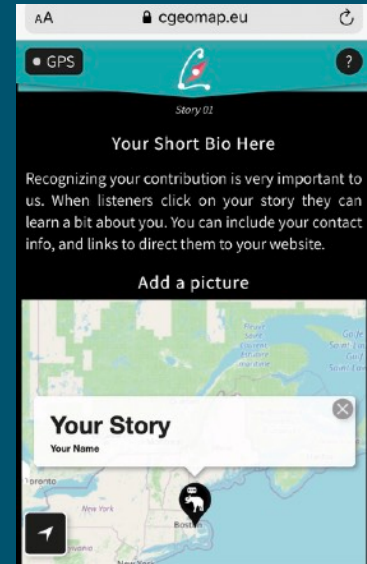 AA cgeomap.eu
GPS ?
Story 01
Your Short Bio Here
Recognizing your contribution is very important to
us. When listeners click on your story they can
learn a bit about you. You can include your contact
info, and links to direct them to your website.
Add a picture
Your Story
Your Name
New York
Boston
New York